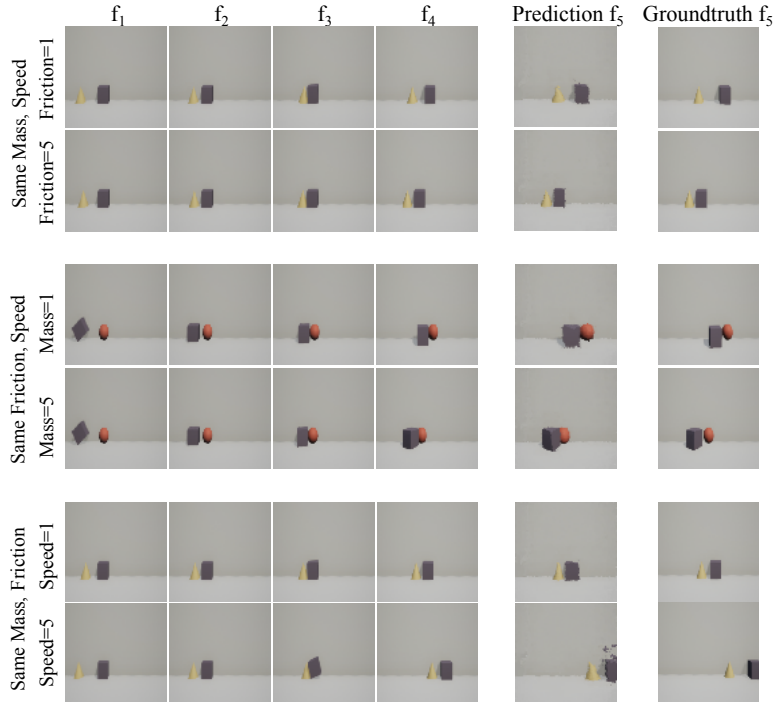 f₁ f₂ f₃ f₄ Prediction f₅ Groundtruth f₅
Same Mass, Speed
Friction=1
Friction=5
Same Friction, Speed
Mass=1
Mass=5
Same Mass, Friction
Speed=1
Speed=5